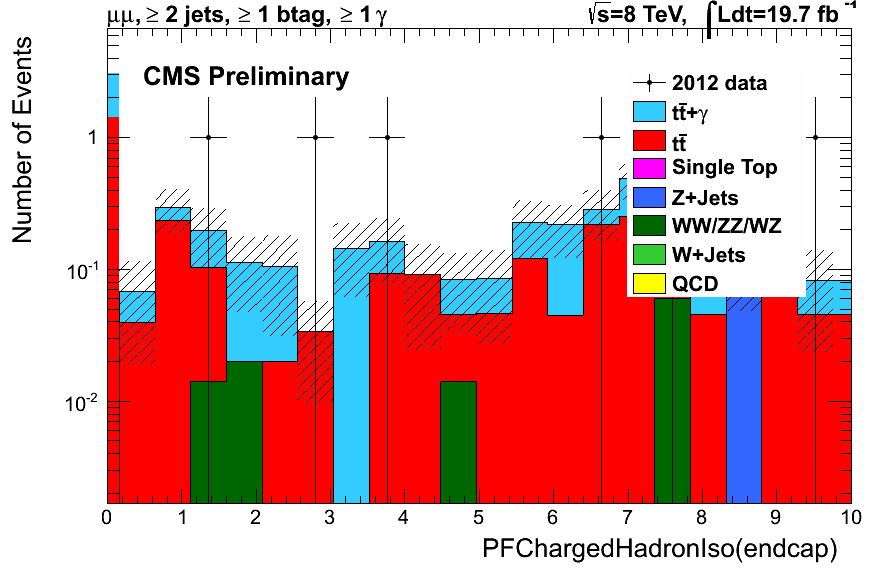 μμ, ≥ 2 jets, ≥ 1 btag, ≥ 1 γ
√s=8 TeV, ∫Ldt=19.7 fb⁻¹
CMS Preliminary
2012 data
tt̄+γ
tt̄
Single Top
Z+Jets
WW/ZZ/WZ
W+Jets
QCD
Number of Events
1
10⁻¹
10⁻²
0 1 2 3 4 5 6 7 8 9 10
PFChargedHadronIso(endcap)